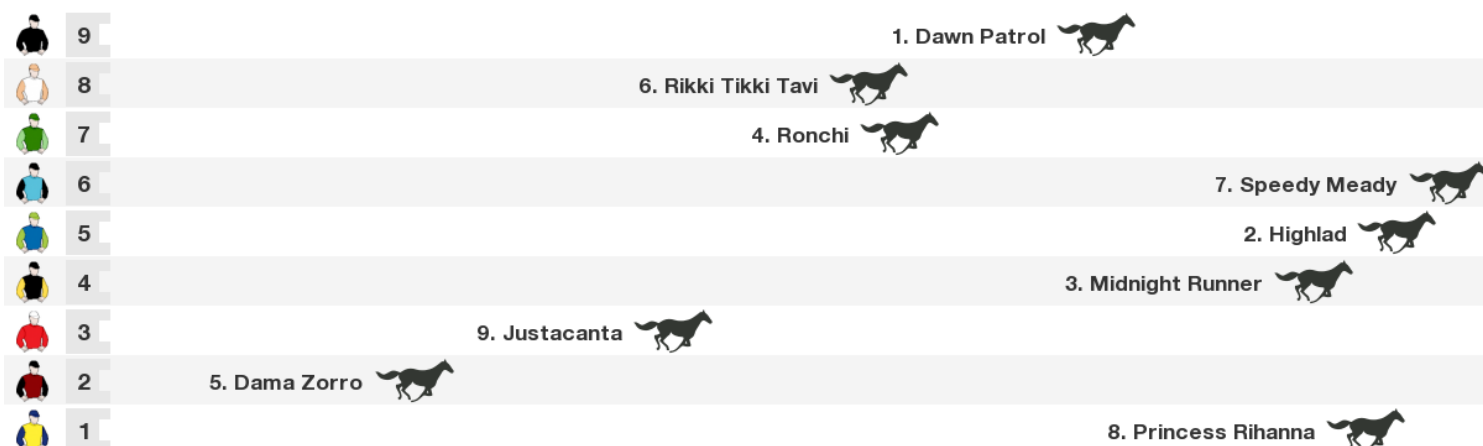 9 1. Dawn Patrol
8 6. Rikki Tikki Tavi
7 4. Ronchi
6 7. Speedy Meady
5 2. Highlad
4 3. Midnight Runner
3 9. Justacanta
2 5. Dama Zorro
1 8. Princess Rihanna